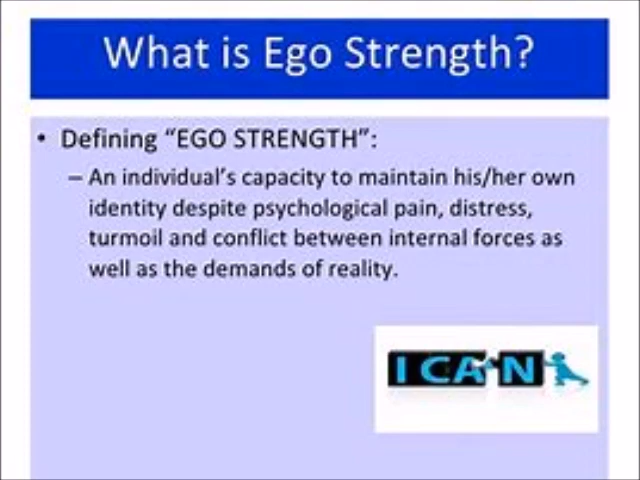 What is Ego Strength?
• Defining “EGO STRENGTH”:
– An individual’s capacity to maintain his/her own
identity despite psychological pain, distress,
turmoil and conflict between internal forces as
well as the demands of reality.
I CAN